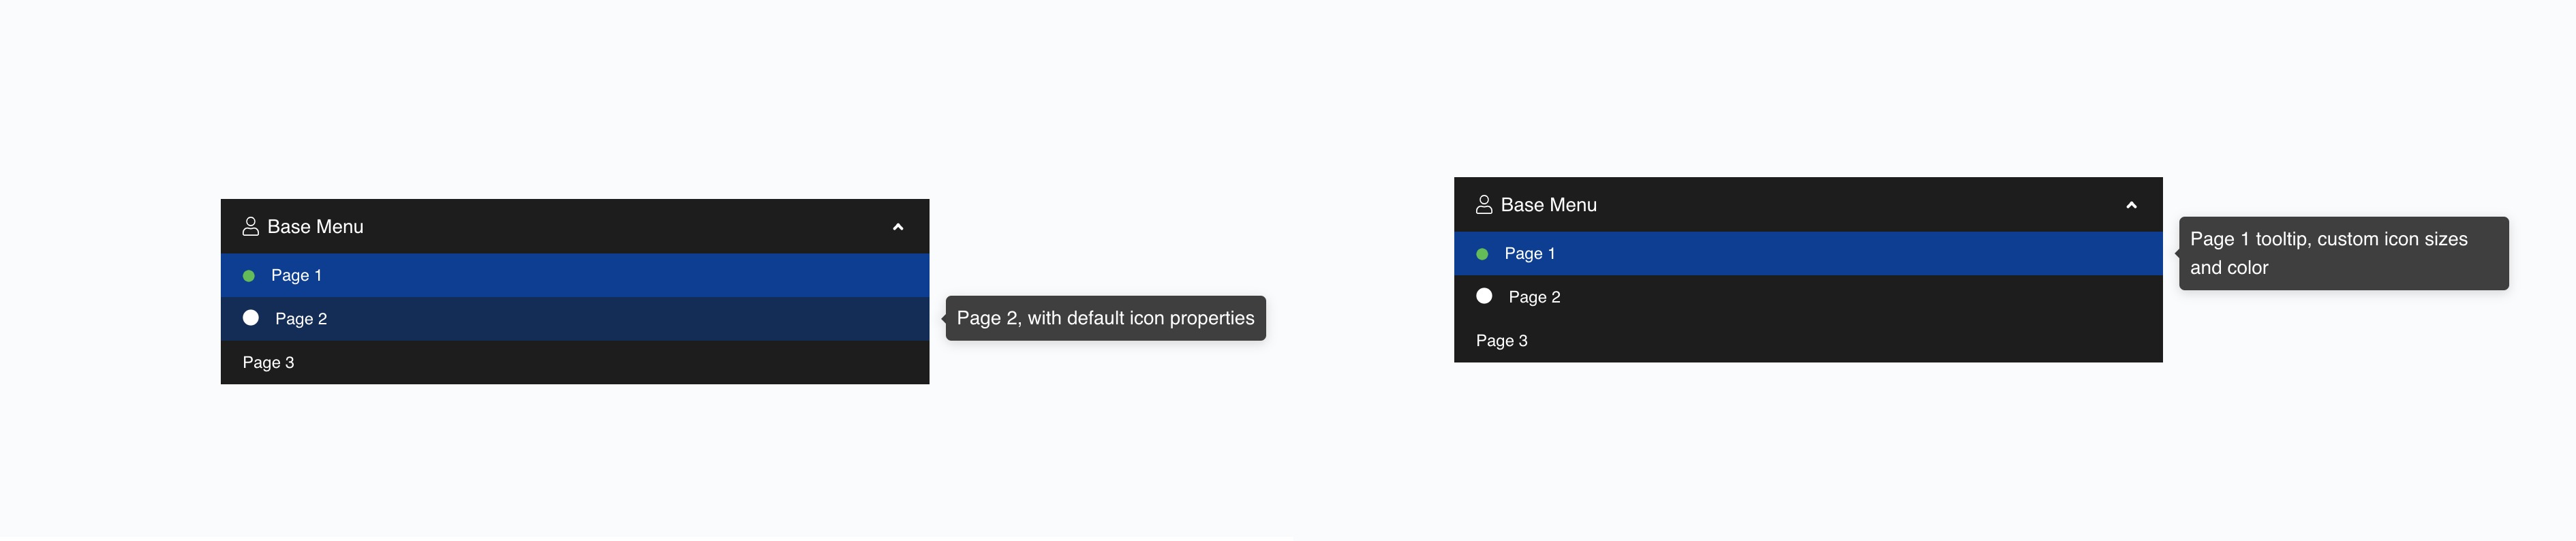 Base Menu
Page 1
Page 2
Page 2, with default icon properties
Page 3
Base Menu
Page 1
Page 1 tooltip, custom icon sizes
and color
Page 2
Page 3